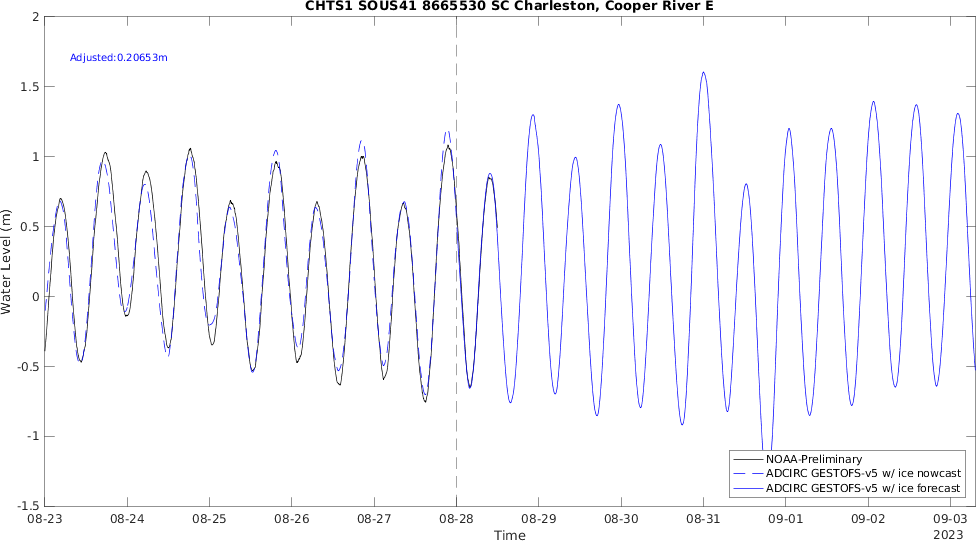 CHTS1 SOUS41 8665530 SC Charleston, Cooper River E
Adjusted:0.20653m
Water Level (m)
2
1.5
1
0.5
0
-0.5
-1
-1.5
NOAA-Preliminary
ADCIRC GESTOFS-v5 w/ ice nowcast
ADCIRC GESTOFS-v5 w/ ice forecast
08-23 08-24 08-25 08-26 08-27 08-28 08-29 08-30 08-31 09-01 09-02 09-03
Time
2023